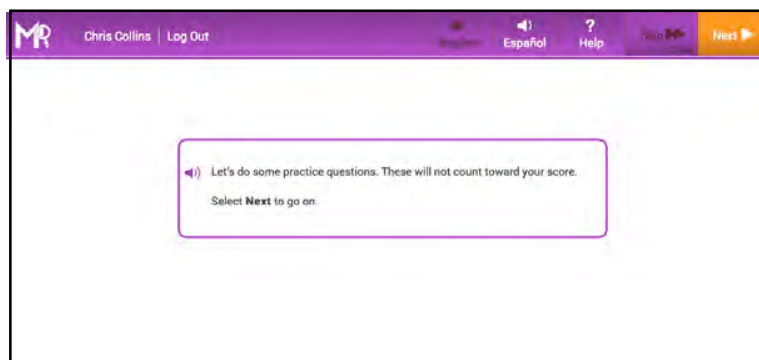 MR Chris Collins | Log Out Español Help Next
Let's do some practice questions. These will not count toward your score.
Select Next to go on.